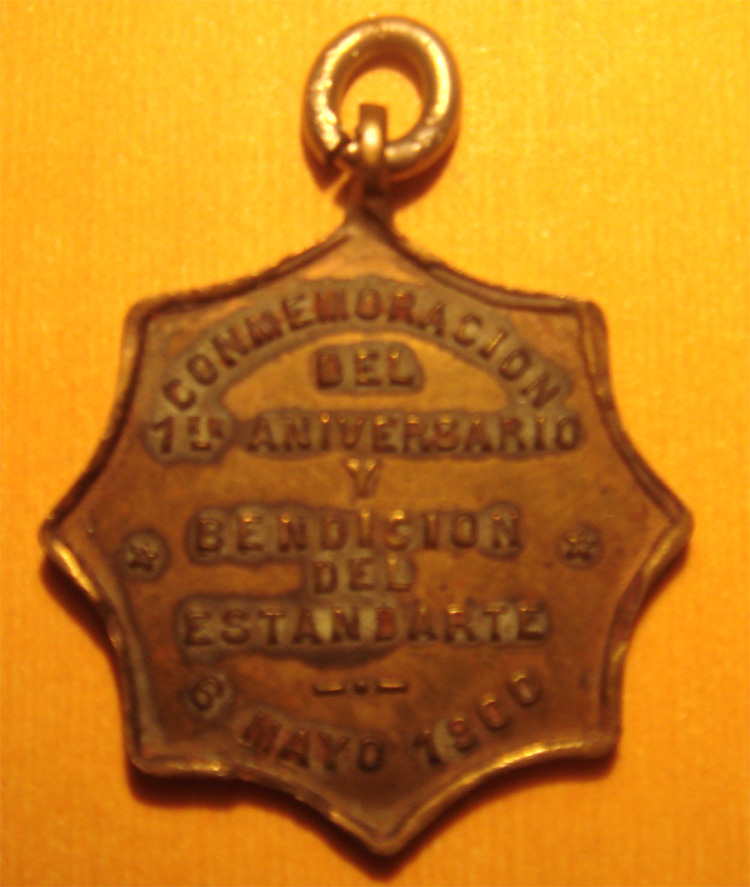 CONMEMORACION
DEL
1ER ANIVERSARIO
Y
BENDICION
DEL
ESTANDARTE
6 MAYO 1900